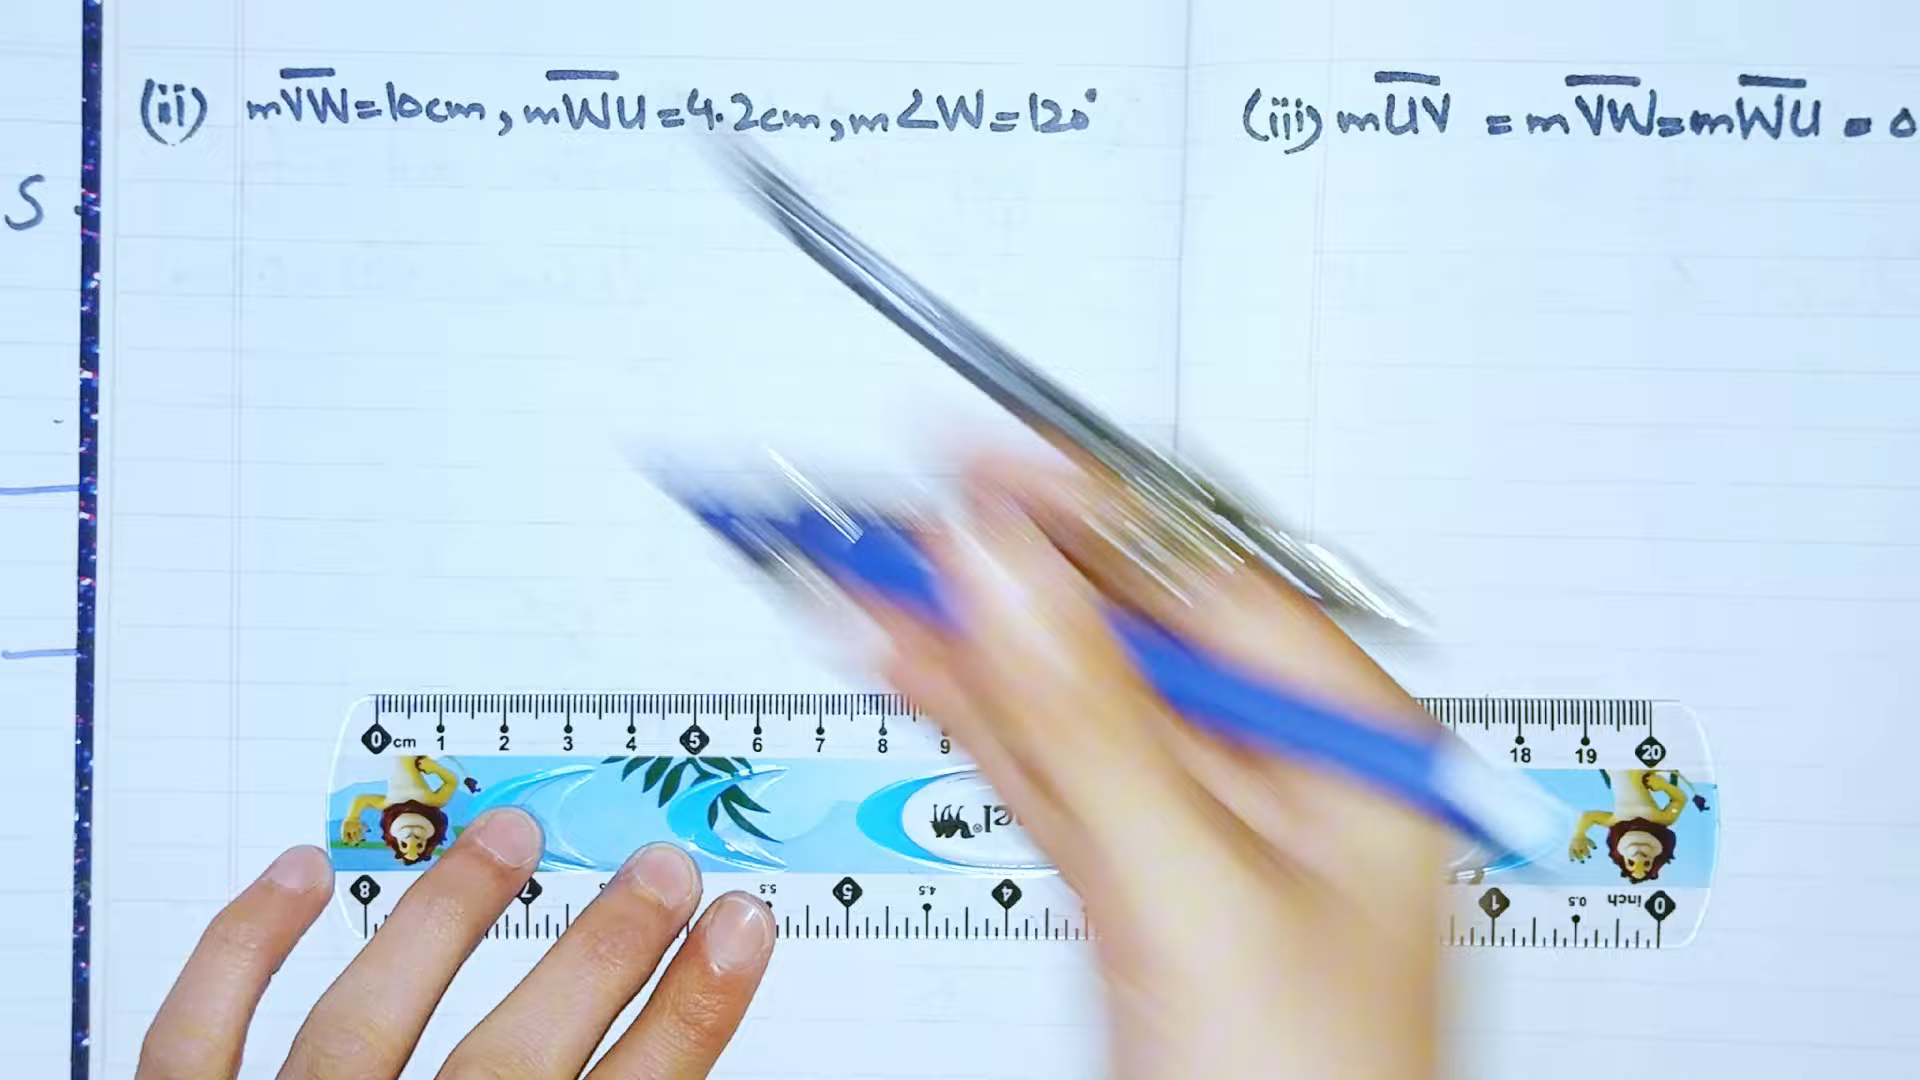 (ii) mVW=10cm, mWU=4.2cm, m∠W=120°
(iii) mUV = mVW=mWU = 0
S
0 cm 1 2 3 4 5 6 7 8 9 18 19 20
8 7 5.5 5 4.5 4 1 0.5 inch 0